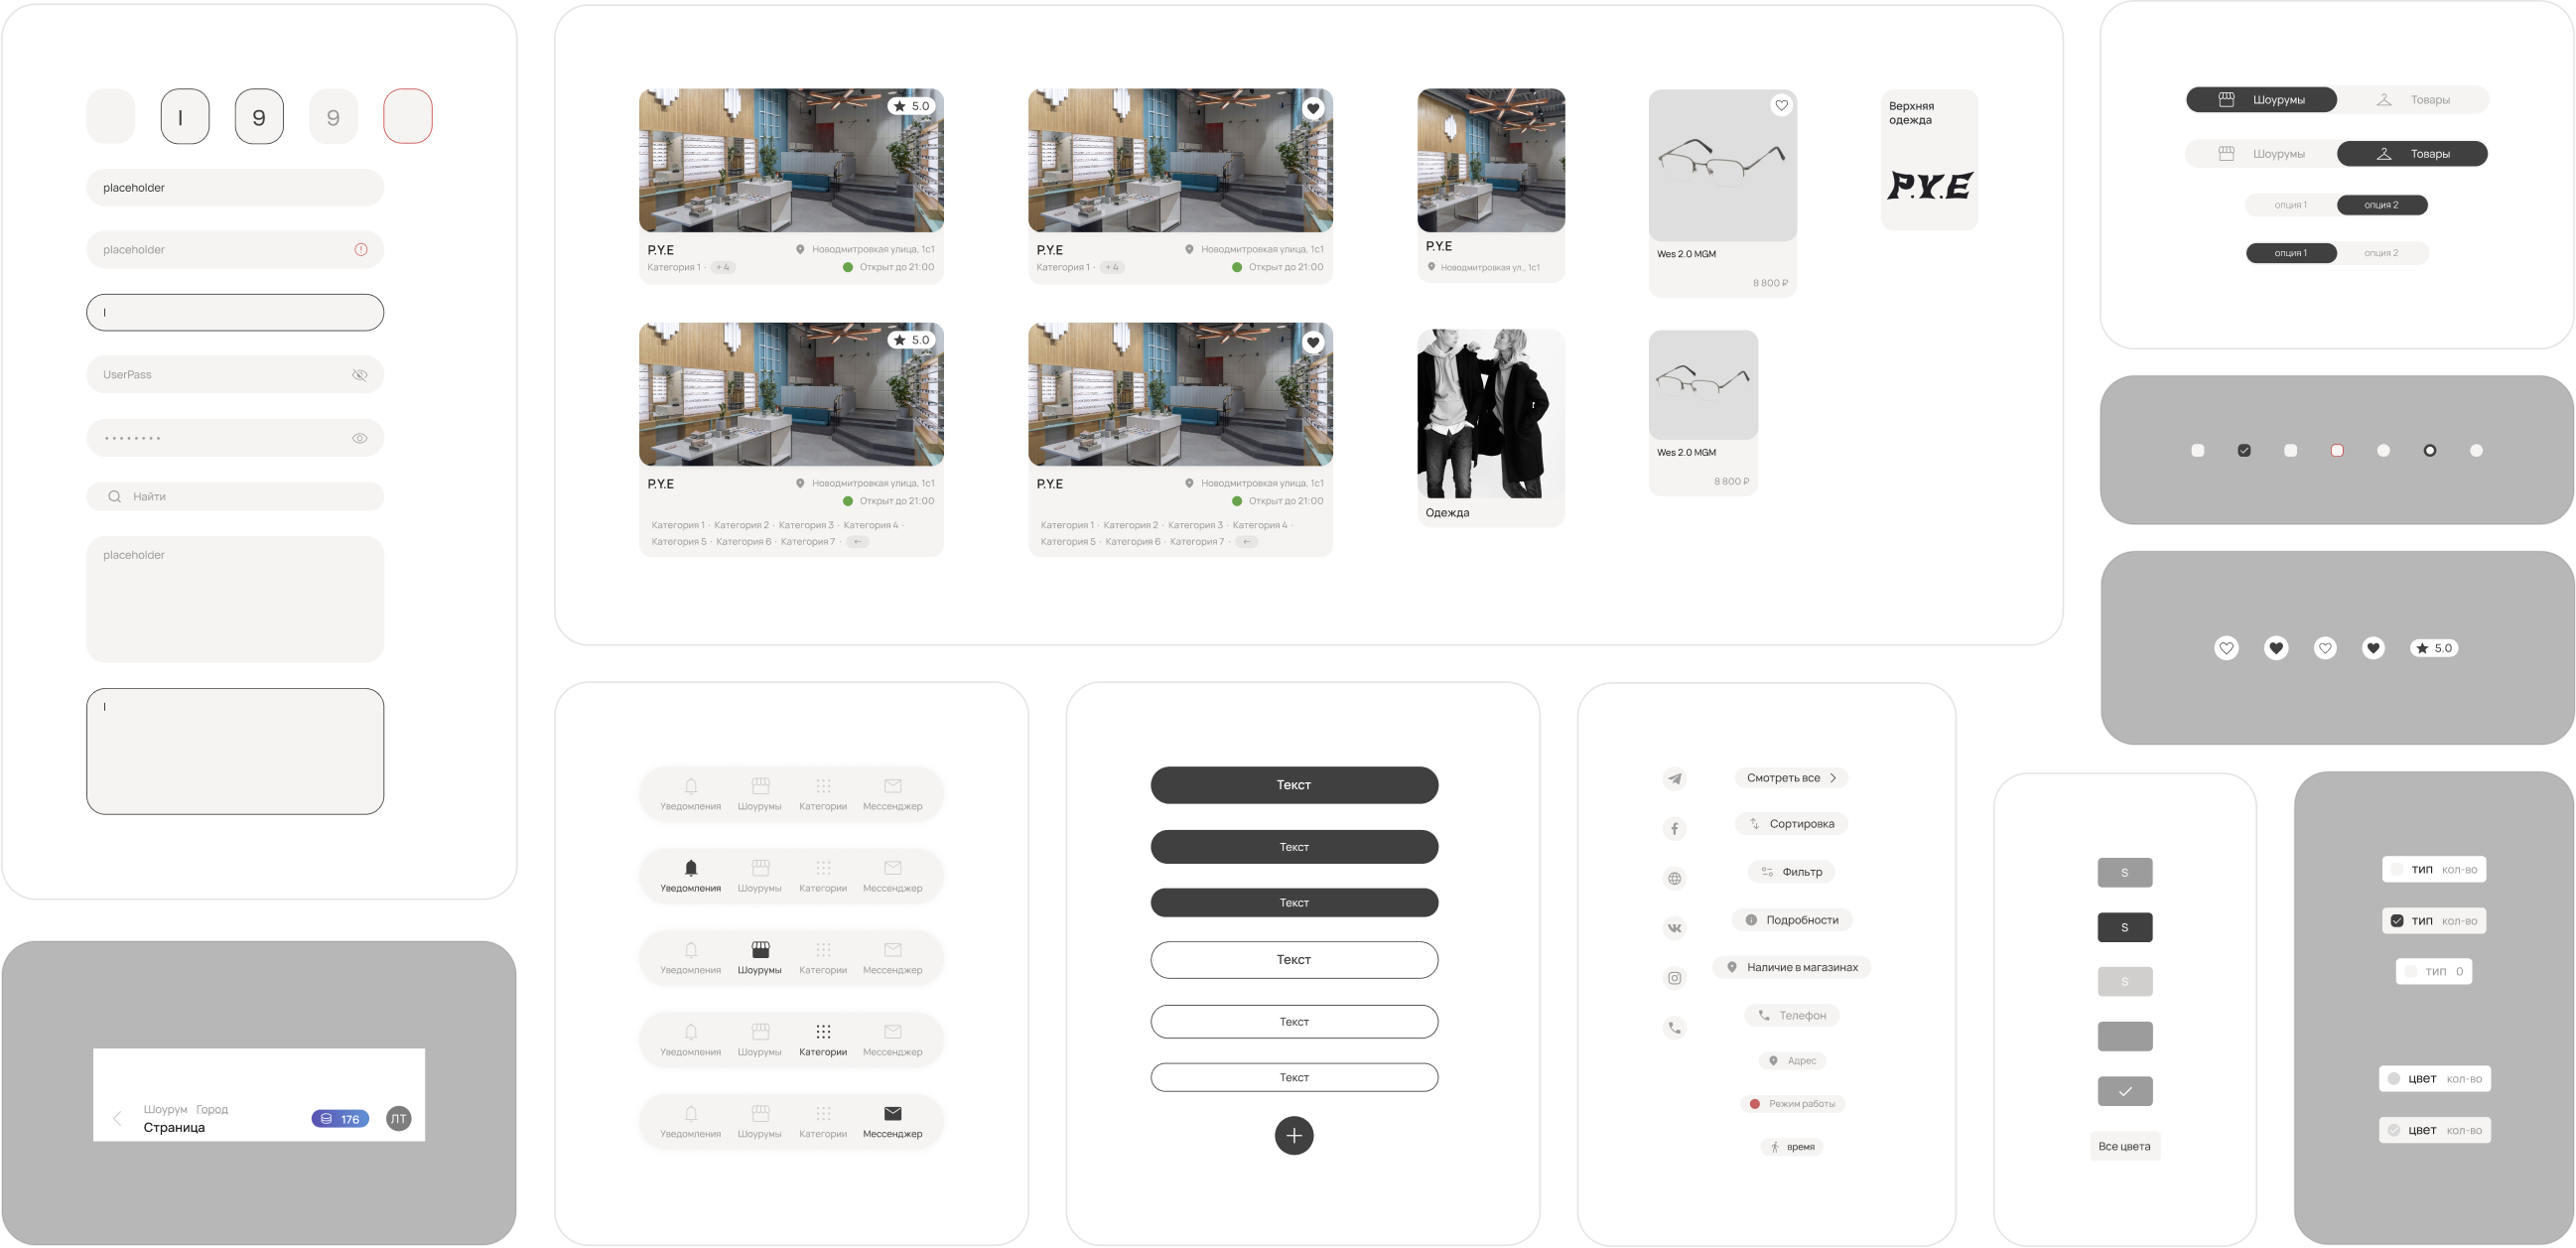 I
9
9
placeholder
placeholder
I
UserPass
Найти
placeholder
I
Шоурум Город
Страница
176
ЛТ
5.0
P.Y.E
Новодмитровкая улица, 1с1
Категория 1 · + 4
Открыт до 21:00
P.Y.E
Новодмитровкая улица, 1с1
Категория 1 · + 4
Открыт до 21:00
P.Y.E
Новодмитровкая ул., 1с1
Wes 2.0 MGM
8 800 ₽
Верхняя
одежда
P.Y.E
5.0
P.Y.E
Новодмитровкая улица, 1с1
Открыт до 21:00
Категория 1 · Категория 2 · Категория 3 · Категория 4 ·
Категория 5 · Категория 6 · Категория 7 · ←
P.Y.E
Новодмитровкая улица, 1с1
Открыт до 21:00
Категория 1 · Категория 2 · Категория 3 · Категория 4 ·
Категория 5 · Категория 6 · Категория 7 · ←
Одежда
Wes 2.0 MGM
8 800 ₽
Уведомления Шоурумы Категории Мессенджер
Уведомления Шоурумы Категории Мессенджер
Уведомления Шоурумы Категории Мессенджер
Уведомления Шоурумы Категории Мессенджер
Уведомления Шоурумы Категории Мессенджер
Текст
Текст
Текст
Текст
Текст
Текст
Смотреть все
Сортировка
Фильтр
Подробности
Наличие в магазинах
Телефон
Адрес
Режим работы
время
Шоурумы Товары
Шоурумы Товары
опция 1 опция 2
опция 1 опция 2
5.0
S
S
S
Все цвета
тип кол-во
тип кол-во
тип 0
цвет кол-во
цвет кол-во